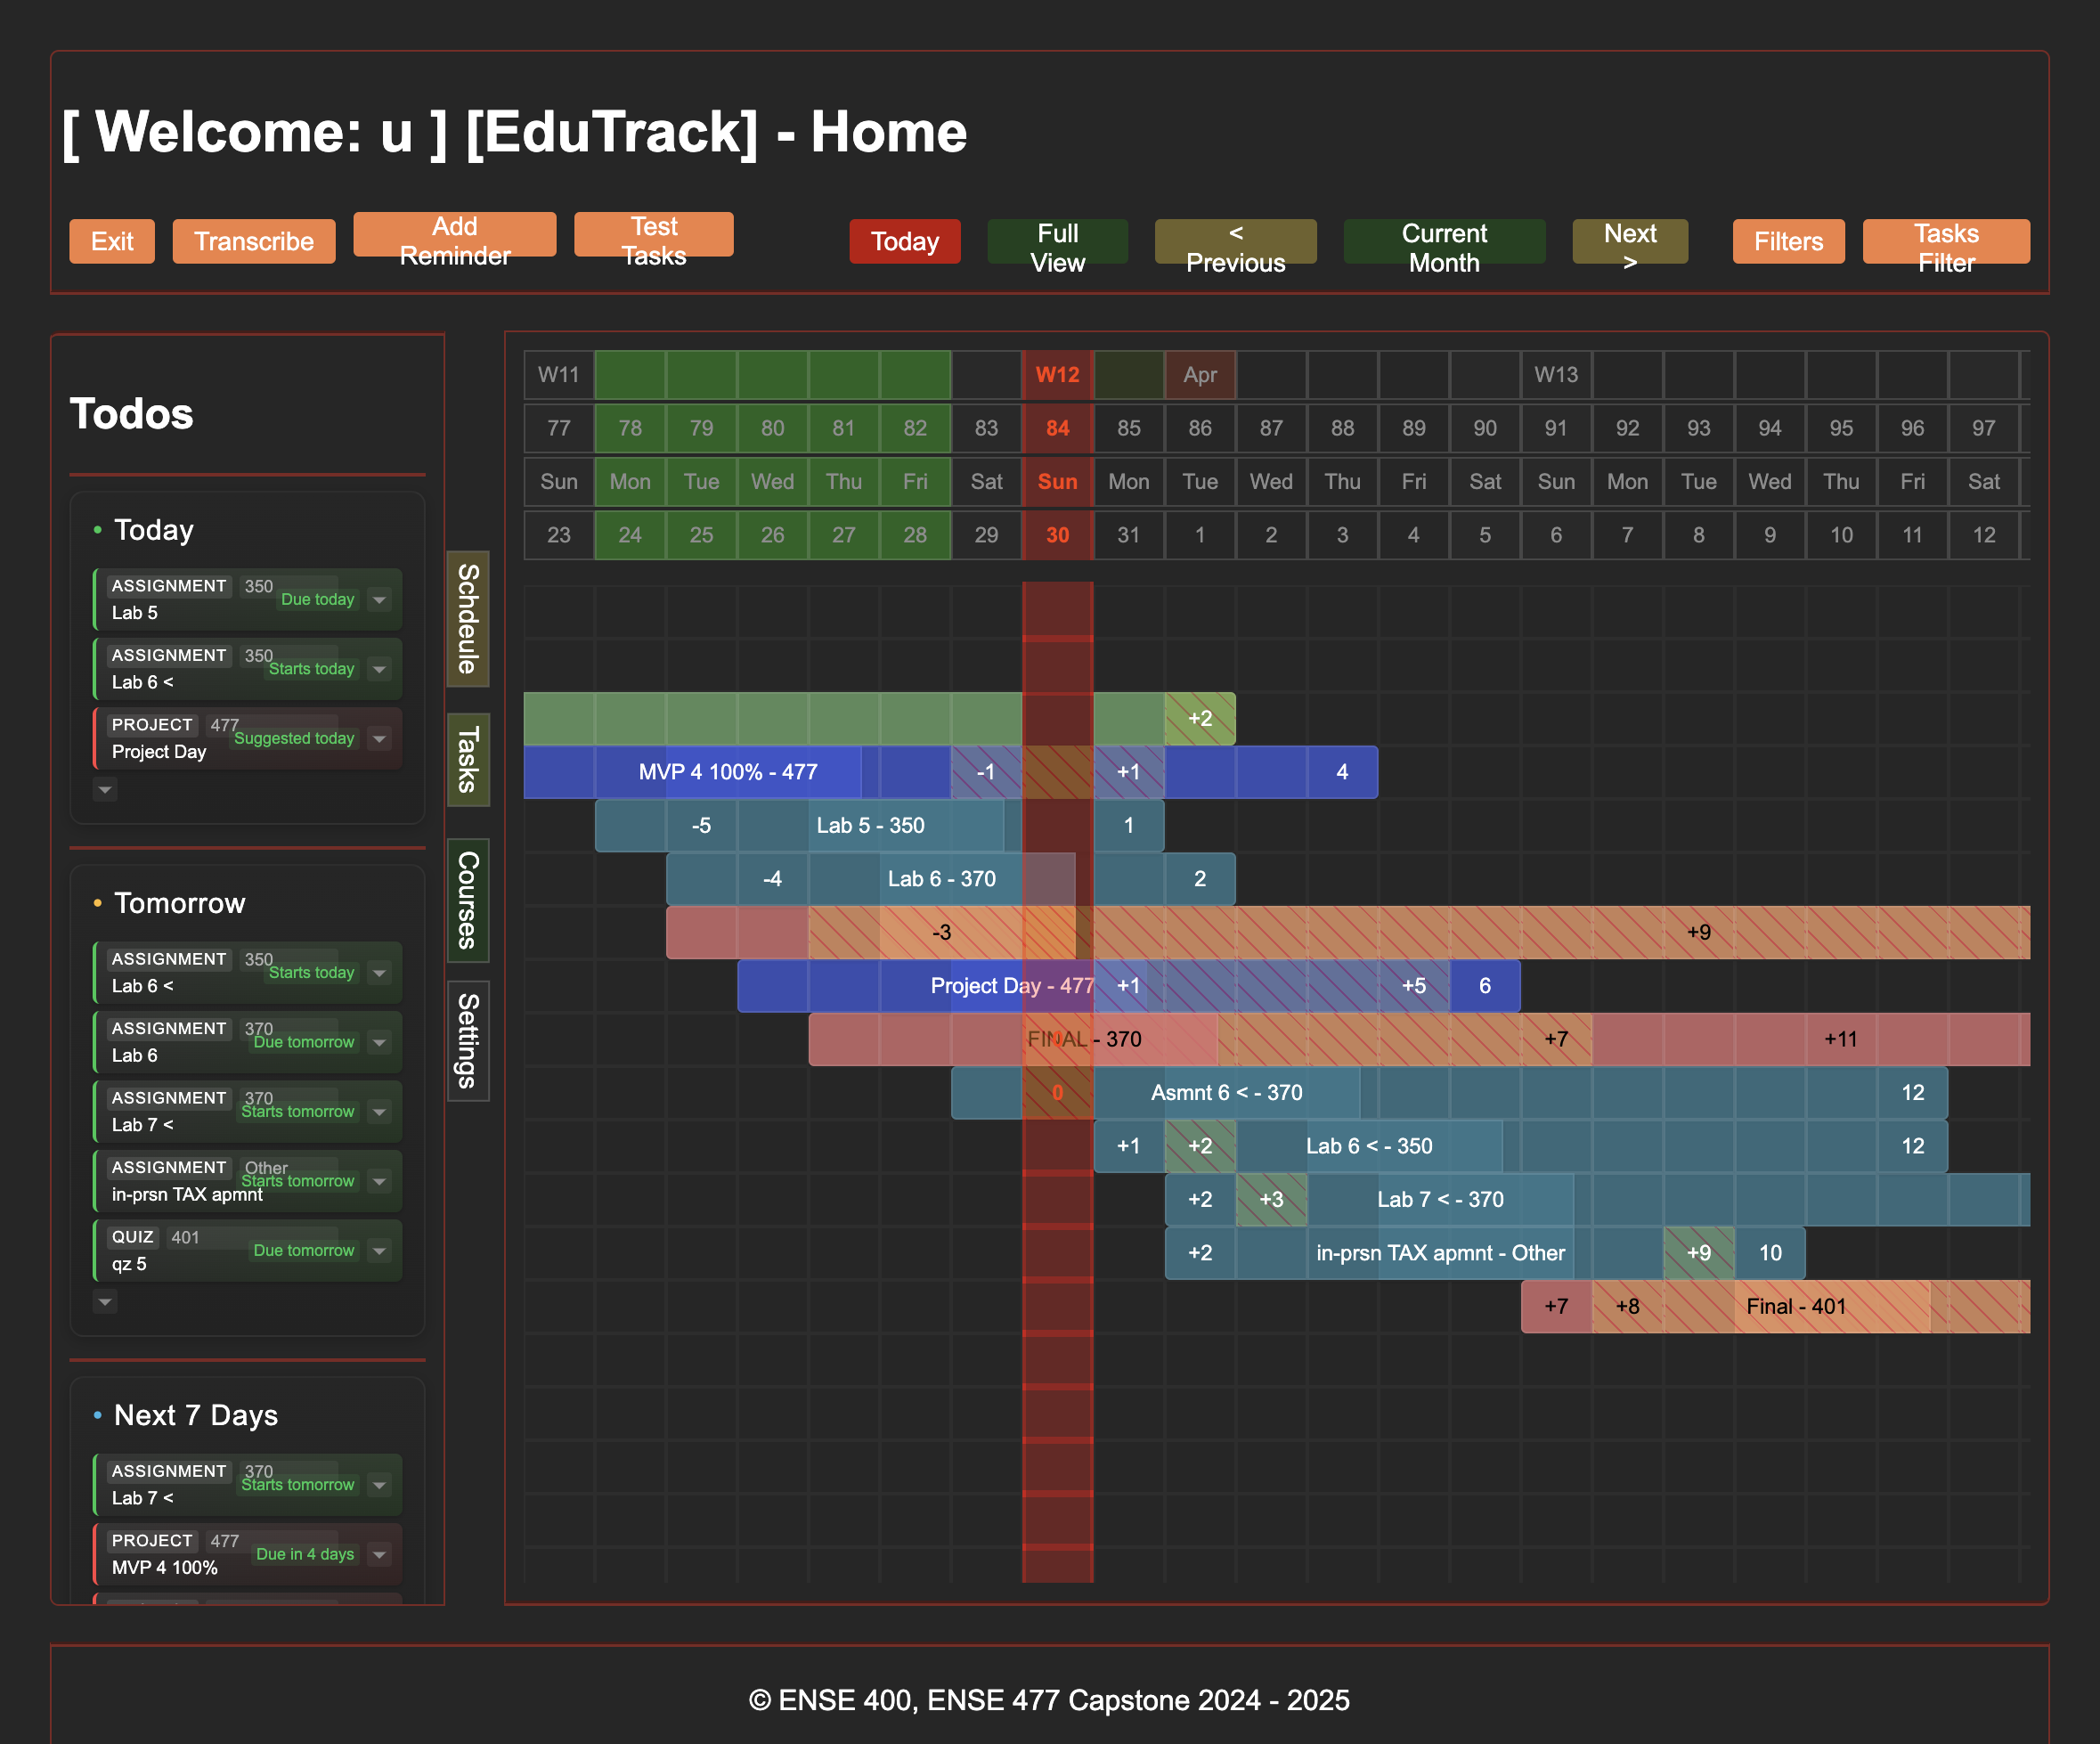 [ Welcome: u ] [EduTrack] - Home
Exit
Transcribe
Add
Reminder
Test
Tasks
Today
Full
View
<
Previous
Current
Month
Next
>
Filters
Tasks
Filter
Todos
• Today
ASSIGNMENT 350
Due today
Lab 5
ASSIGNMENT 350
Starts today
Lab 6 <
PROJECT 477
Suggested today
Project Day
• Tomorrow
ASSIGNMENT 350
Starts today
Lab 6 <
ASSIGNMENT 370
Due tomorrow
Lab 6
ASSIGNMENT 370
Starts tomorrow
Lab 7 <
ASSIGNMENT Other
Starts tomorrow
in-prsn TAX apmnt
QUIZ 401
Due tomorrow
qz 5
• Next 7 Days
ASSIGNMENT 370
Starts tomorrow
Lab 7 <
PROJECT 477
Due in 4 days
MVP 4 100%
Schdeule
Tasks
Courses
Settings
W11 W12 Apr W13
77 78 79 80 81 82 83 84 85 86 87 88 89 90 91 92 93 94 95 96 97
Sun Mon Tue Wed Thu Fri Sat Sun Mon Tue Wed Thu Fri Sat Sun Mon Tue Wed Thu Fri Sat
23 24 25 26 27 28 29 30 31 1 2 3 4 5 6 7 8 9 10 11 12
+2
MVP 4 100% - 477 -1 +1 4
-5 Lab 5 - 350 1
-4 Lab 6 - 370 2
-3 +9
Project Day - 477 +1 +5 6
FINAL - 370 0 +7 +11
0 Asmnt 6 < - 370 12
+1 +2 Lab 6 < - 350 12
+2 +3 Lab 7 < - 370
+2 in-prsn TAX apmnt - Other +9 10
+7 +8 Final - 401
© ENSE 400, ENSE 477 Capstone 2024 - 2025